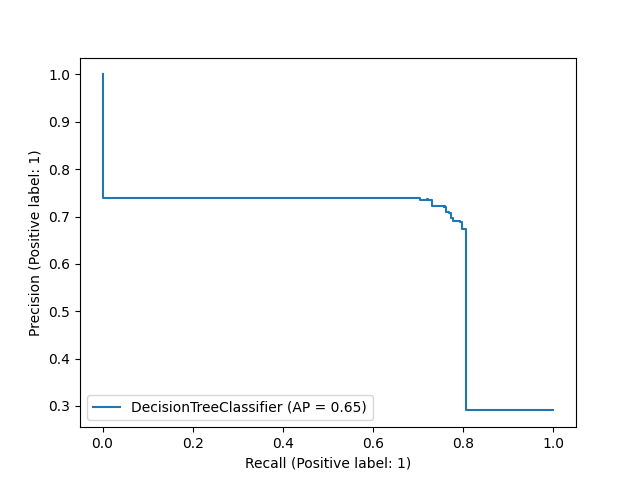 1.0
0.9
0.8
0.7
0.6
0.5
0.4
0.3
Precision (Positive label: 1)
DecisionTreeClassifier (AP = 0.65)
0.0 0.2 0.4 0.6 0.8 1.0
Recall (Positive label: 1)